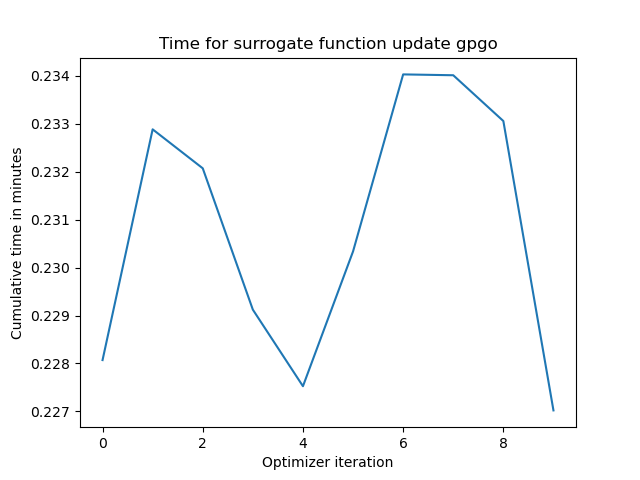 Time for surrogate function update gpgo
Cumulative time in minutes
0.234
0.233
0.232
0.231
0.230
0.229
0.228
0.227
0 2 4 6 8
Optimizer iteration